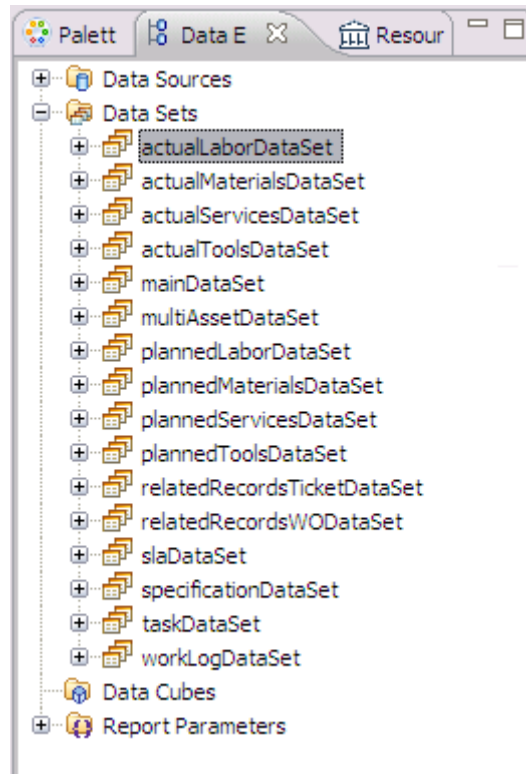 Palett Data E Resour
Data Sources
Data Sets
actualLaborDataSet
actualMaterialsDataSet
actualServicesDataSet
actualToolsDataSet
mainDataSet
multiAssetDataSet
plannedLaborDataSet
plannedMaterialsDataSet
plannedServicesDataSet
plannedToolsDataSet
relatedRecordsTicketDataSet
relatedRecordsWODataSet
slaDataSet
specificationDataSet
taskDataSet
workLogDataSet
Data Cubes
Report Parameters